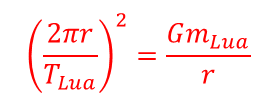 (2πr / T_Lua)^2 = Gm_Lua / r